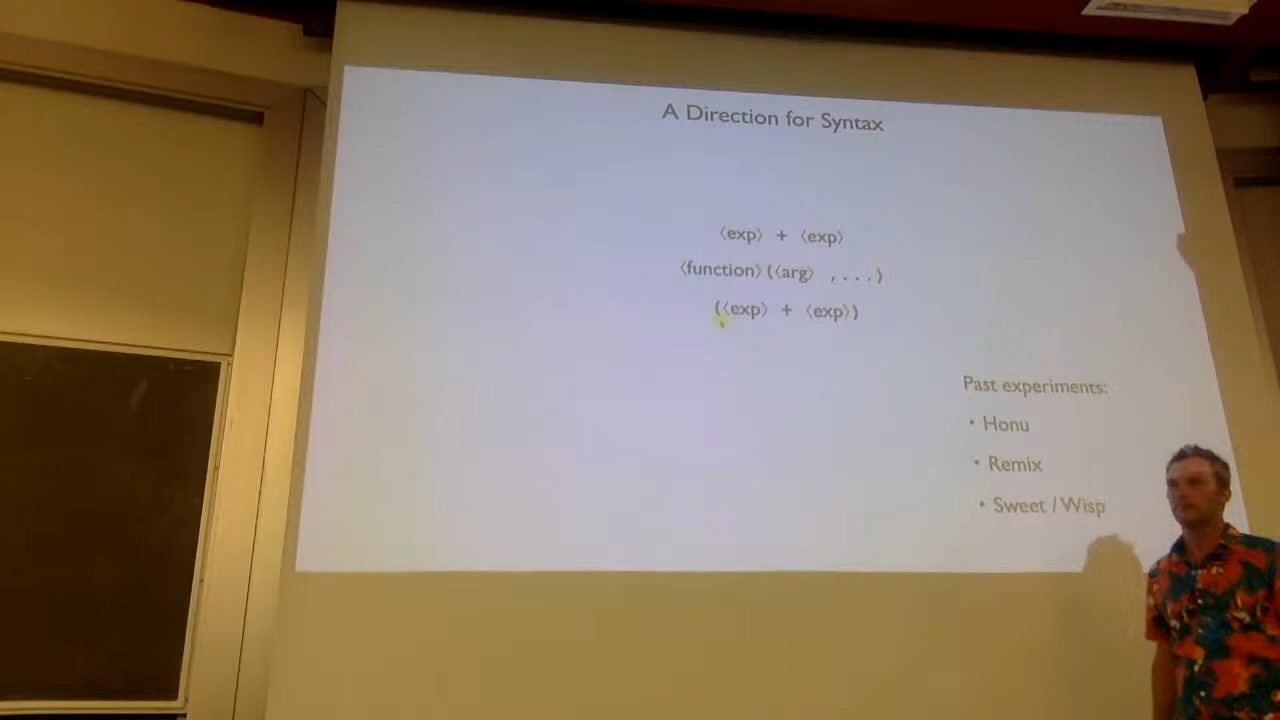 A Direction for Syntax
⟨exp⟩ + ⟨exp⟩
⟨function⟩(⟨arg⟩ ,...)
(⟨exp⟩ + ⟨exp⟩)
Past experiments:
• Honu
• Remix
• Sweet / Wisp